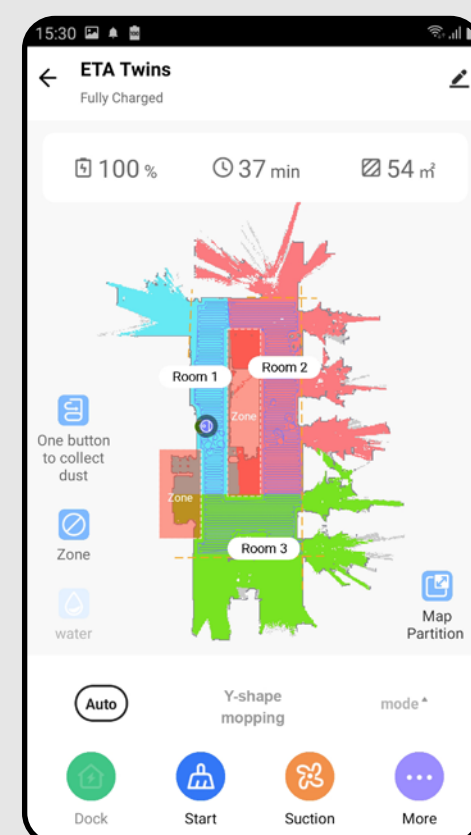 15:30
ETA Twins
Fully Charged
100 %
37 min
54 ㎡
Room 1
Room 2
Zone
One button
to collect
dust
Zone
Zone
Room 3
water
Map
Partition
Auto
Y-shape
mopping
mode
Dock
Start
Suction
More